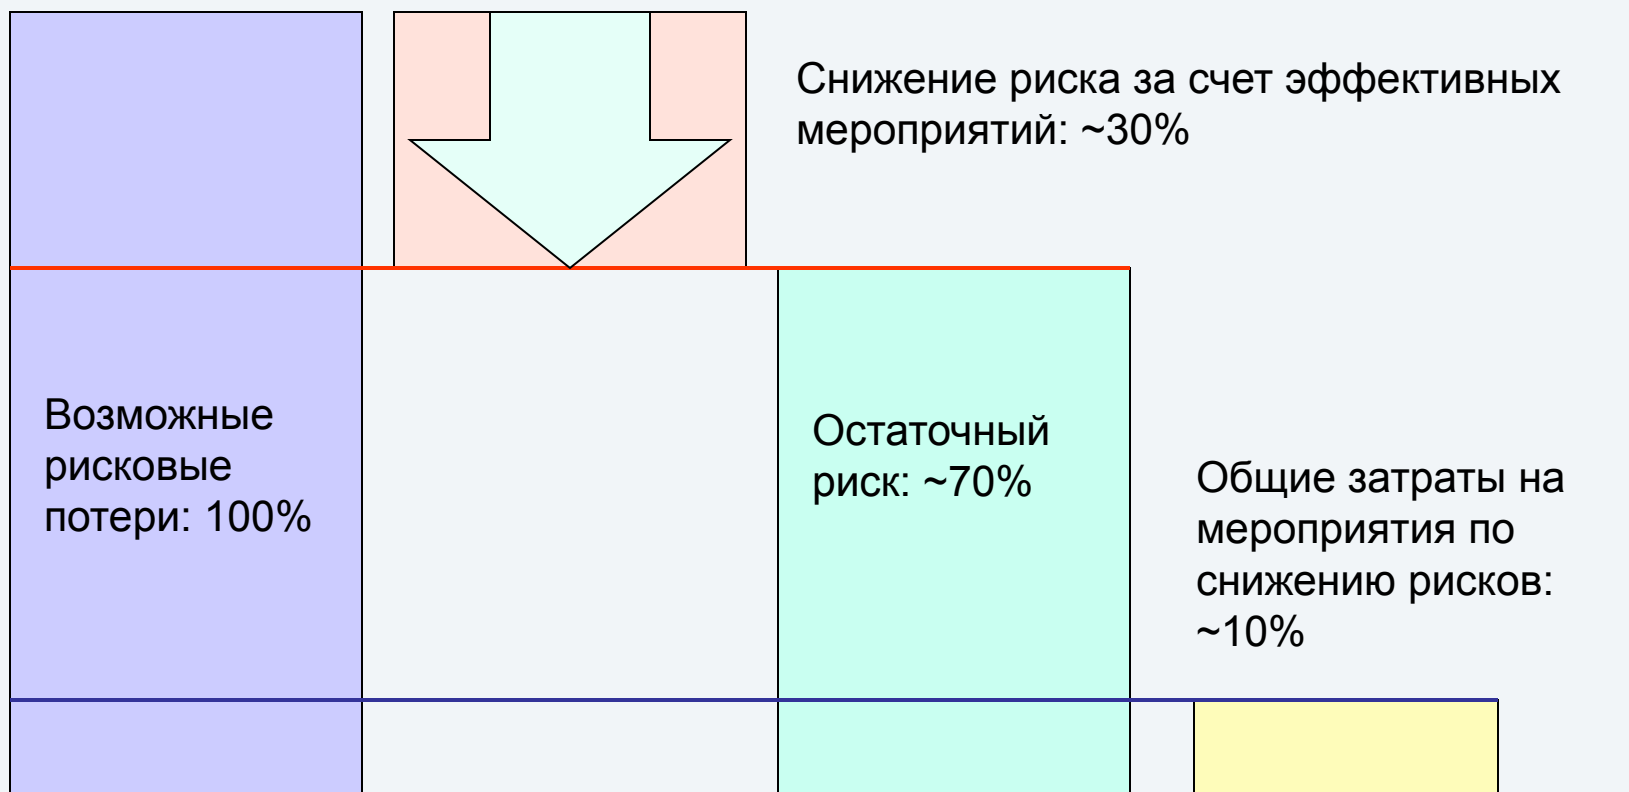 Снижение риска за счет эффективных
мероприятий: ~30%
Возможные
рисковые
потери: 100%
Остаточный
риск: ~70%
Общие затраты на
мероприятия по
снижению рисков:
~10%